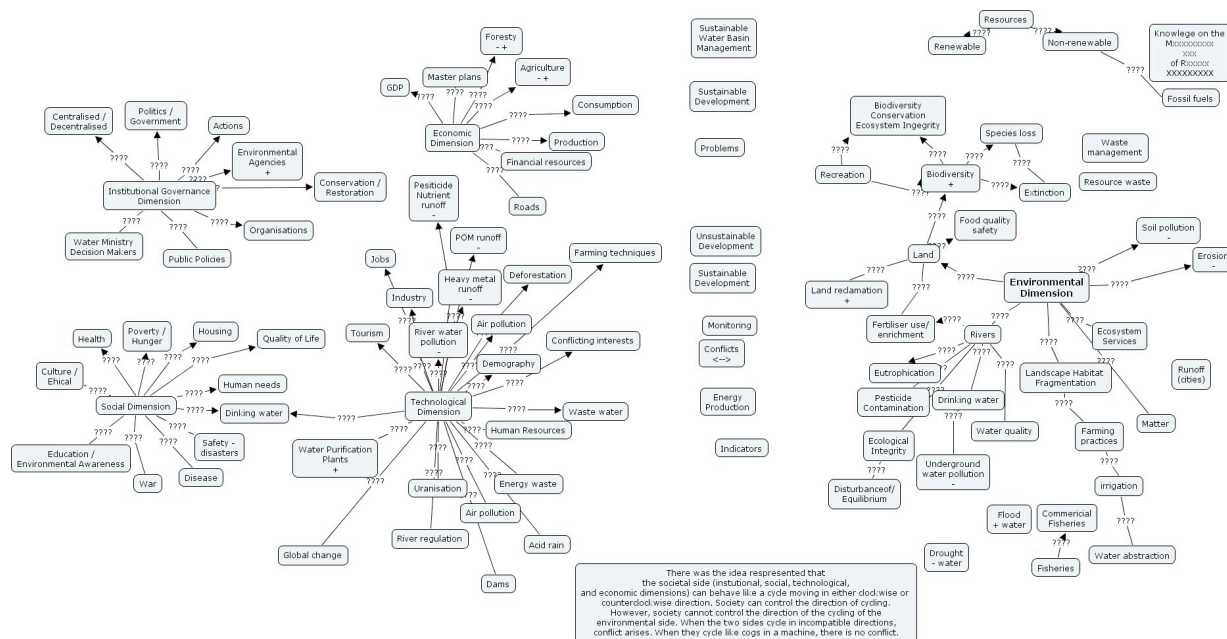 Resources
????
????
Renewable
Non-renewable
????
Fossil fuels
Knowlege on the
Mxxxxxxxxx
xxx
of Rxxxxx
XXXXXXXXX
Sustainable
Water Basin
Management
Sustainable
Development
Problems
Unsustainable
Development
Sustainable
Development
Monitoring
Conflicts
<-->
Energy
Production
Indicators
Foresty
- +
????
Master plans
????
????
Agriculture
- +
GDP
????
????
Consumption
????
Economic
Dimension
????
Production
???
Financial resources
????
Roads
Centralised /
Decentralised
Politics /
Government
Actions
????
????
????
Environmental
Agencies
+
????
Institutional Governance
Dimension
?
Conservation /
Restoration
????
????
????
Organisations
Water Ministry
Decision Makers
Public Policies
Pesiticide
Nutrient
runoff
-
????
POM runoff
-
????
Farming techniques
Jobs
Heavy metal
runoff
-
Deforestation
????
????
Industry
????
????
Tourism
River water
pollution
-
Air pollution
Conflicting interests
????
????
????
Demography
????
????
Technological
Dimension
????
Waste water
????
Human Resources
????
Water Purification
Plants
+
????
????
????
Uranisation
Energy waste
????
????
????
Air pollution
River regulation
Acid rain
Global change
Dams
Health
Poverty /
Hunger
Housing
Quality of Life
????
????
????
????
Culture /
Ehical
????
????
Human needs
Social Dimension
????
Drinking water
????
????
????
????
????
Safety -
disasters
Education /
Environmental Awareness
War
Disease
Biodiversity
Conservation
Ecosystem Ingegrity
Species loss
Waste
management
????
????
????
????
Recreation
Biodiversity
+
????
????
Extinction
Resource waste
????
Food quality
safety
????
Land
????
????
????
Soil pollution
-
????
Erosion
-
????
Land reclamation
+
Environmental
Dimension
Fertiliser use/
enrichment
????
Rivers
????
????
????
Ecosystem
Services
????
????
????
Eutrophication
Landscape Habitat
Fragmentation
Runoff
(cities)
????
Pesticide
Contamination
Drinking water
????
????
????
Matter
Ecological
Integrity
Water quality
Farming
practices
????
????
????
Underground
water pollution
-
Disturbanceof/
Equilibrium
irrigation
????
Flood
+ water
Commericial
Fisheries
????
Drought
- water
Fisheries
Water abstraction
There was the idea respresented that
the societal side (instutional, social, technological,
and economic dimensions) can behave like a cycle moving in either clockwise or
counterclockwise direction. Society can control the direction of cycling.
However, society cannot control the direction of the cycling of
the environmental side. When the two sides cycle in incompatible directions,
conflict arises. When they cycle like cogs in a machine, there is no conflict.